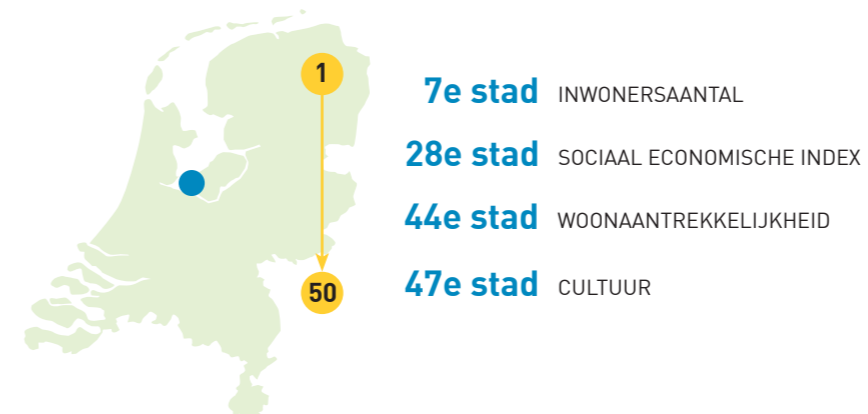 1
50
7e stad INWONERSAANTAL
28e stad SOCIAAL ECONOMISCHE INDEX
44e stad WOONAANTREKKELIJKHEID
47e stad CULTUUR